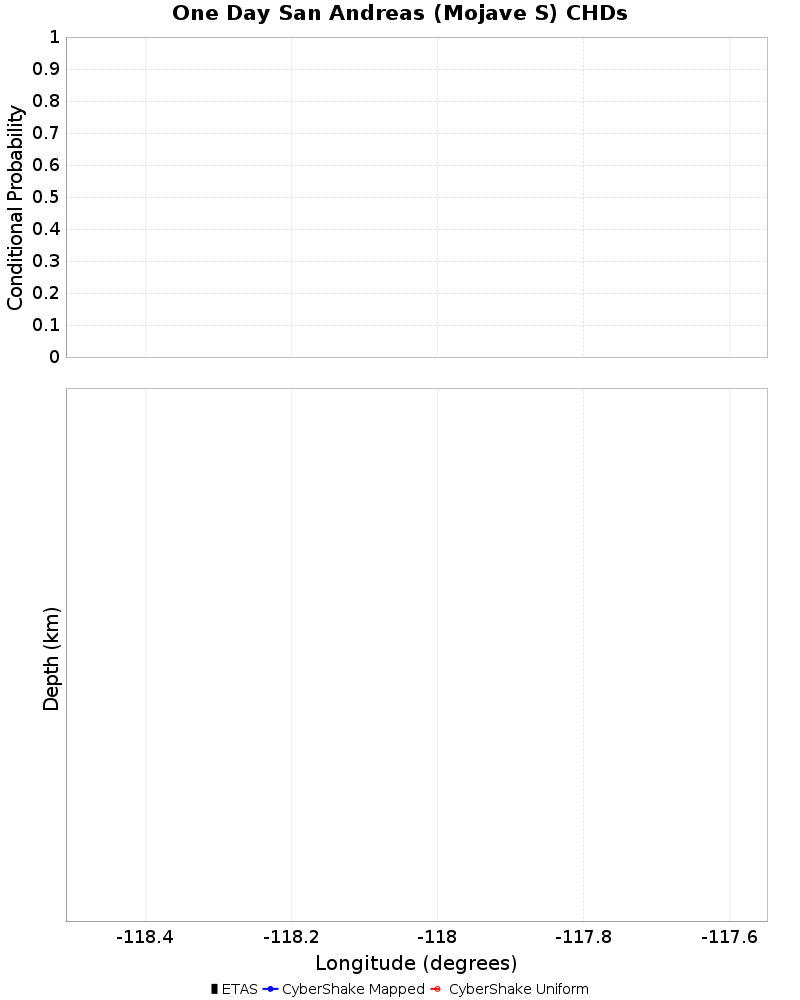 One Day San Andreas (Mojave S) CHDs
Conditional Probability
1
0.9
0.8
0.7
0.6
0.5
0.4
0.3
0.2
0.1
0
Depth (km)
-118.4 -118.2 -118 -117.8 -117.6
Longitude (degrees)
ETAS CyberShake Mapped CyberShake Uniform